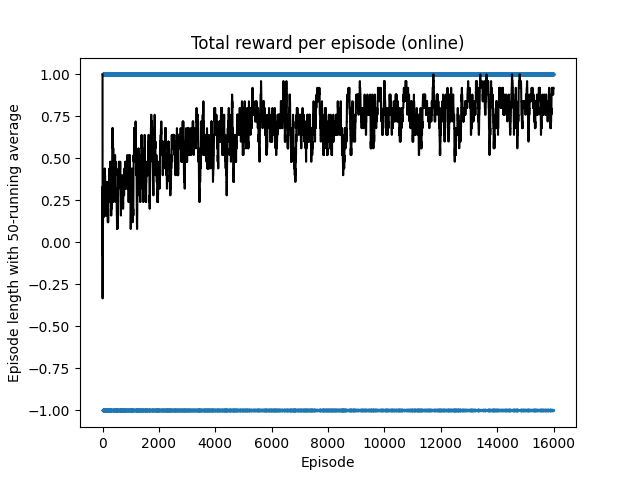 Total reward per episode (online)
Episode length with 50-running average
1.00
0.75
0.50
0.25
0.00
−0.25
−0.50
−0.75
−1.00
0 2000 4000 6000 8000 10000 12000 14000 16000
Episode